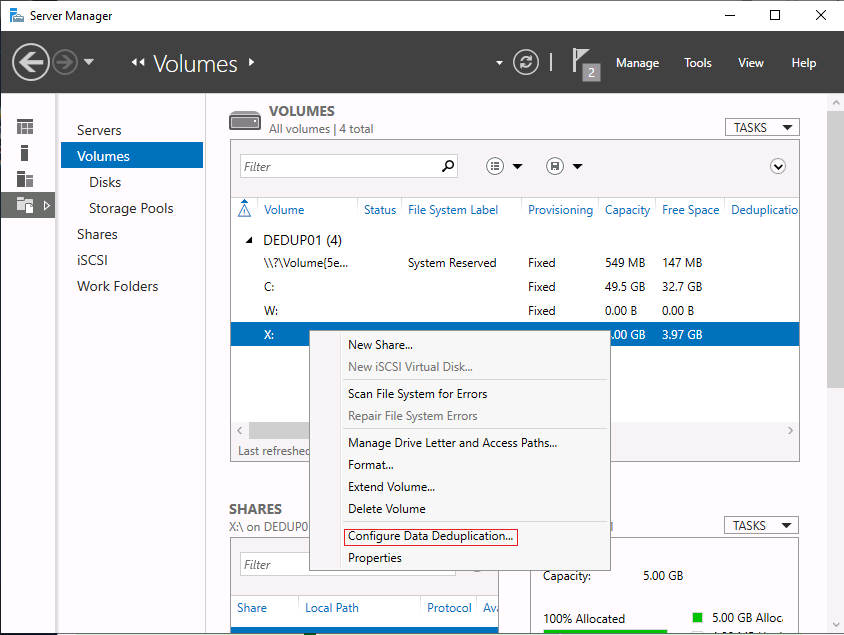 Server Manager
Volumes
2
Manage Tools View Help
Servers
Volumes
Disks
Storage Pools
Shares
iSCSI
Work Folders
VOLUMES
All volumes | 4 total
TASKS
Filter
Volume Status File System Label Provisioning Capacity Free Space Deduplicatio
DEDUP01 (4)
\\?\Volume{5e... System Reserved Fixed 549 MB 147 MB
C: Fixed 49.5 GB 32.7 GB
W: Fixed 0.00 B 0.00 B
X: .00 GB 3.97 GB
Last refreshed
New Share...
New iSCSI Virtual Disk...
Scan File System for Errors
Repair File System Errors
Manage Drive Letter and Access Paths...
Format...
Extend Volume...
Delete Volume
Configure Data Deduplication...
Properties
SHARES
X:\ on DEDUP0
TASKS
Filter
Share Local Path Protocol Ava
Capacity: 5.00 GB
100% Allocated 5.00 GB Alloc